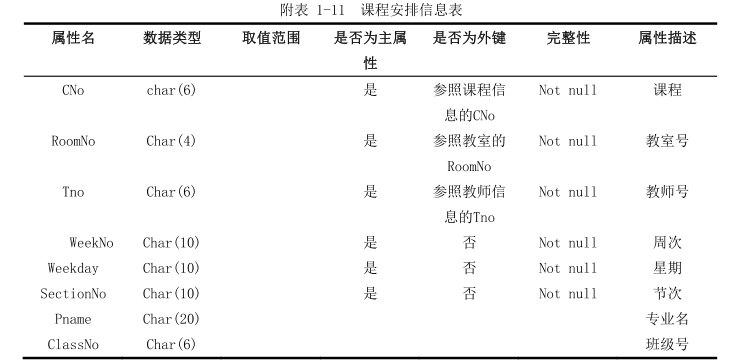 附表 1-11 课程安排信息表
属性名 数据类型 取值范围 是否为主属 是否为外键 完整性 属性描述
性
CNo char(6) 是 参照课程信 Not null 课程
息的CNo
RoomNo Char(4) 是 参照教室的 Not null 教室号
RoomNo
Tno Char(6) 是 参照教师信 Not null 教师号
息的Tno
WeekNo Char(10) 是 否 Not null 周次
Weekday Char(10) 是 否 Not null 星期
SectionNo Char(10) 是 否 Not null 节次
Pname Char(20) 专业名
ClassNo Char(6) 班级号